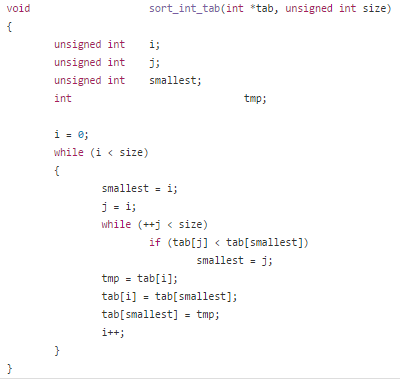 void                   sort_int_tab(int *tab, unsigned int size)
{
        unsigned int    i;
        unsigned int    j;
        unsigned int    smallest;
        int                             tmp;

        i = 0;
        while (i < size)
        {
                smallest = i;
                j = i;
                while (++j < size)
                        if (tab[j] < tab[smallest])
                                smallest = j;
                tmp = tab[i];
                tab[i] = tab[smallest];
                tab[smallest] = tmp;
                i++;
        }
}